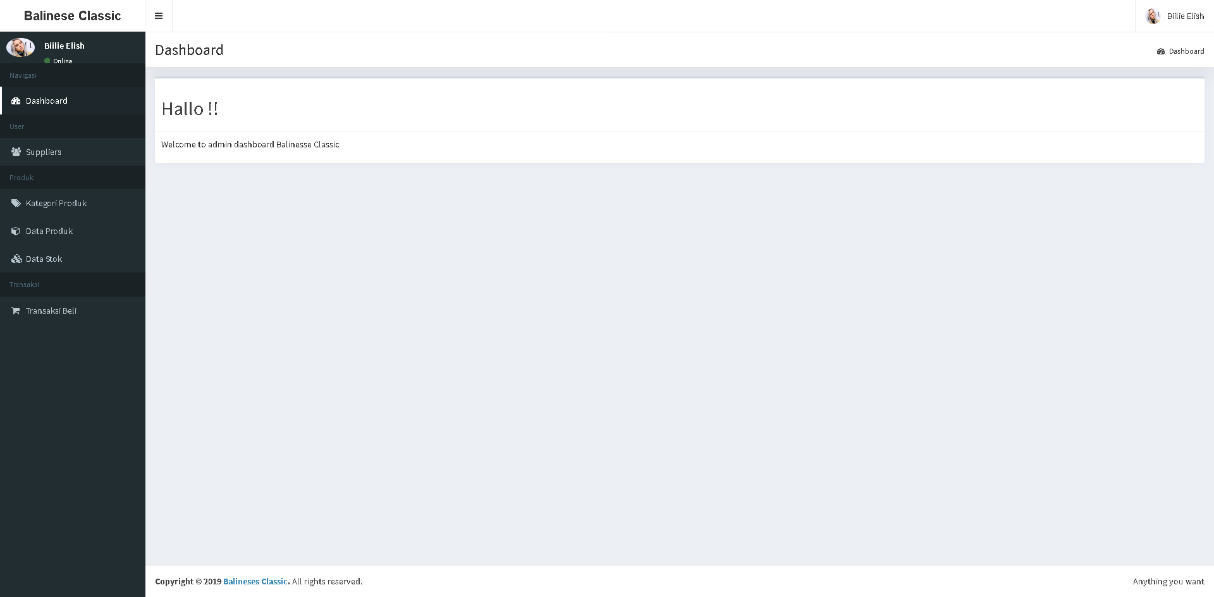 Balinese Classic
Billie Elish
Billie Elish
Online
Dashboard
Dashboard
Navigasi
Dashboard
User
Suppliers
Produk
Kategori Produk
Data Produk
Data Stok
Transaksi
Transaksi Beli
Hallo !!
Welcome to admin dashboard Balinesse Classic
Copyright © 2019 Balineses Classic. All rights reserved.
Anything you want